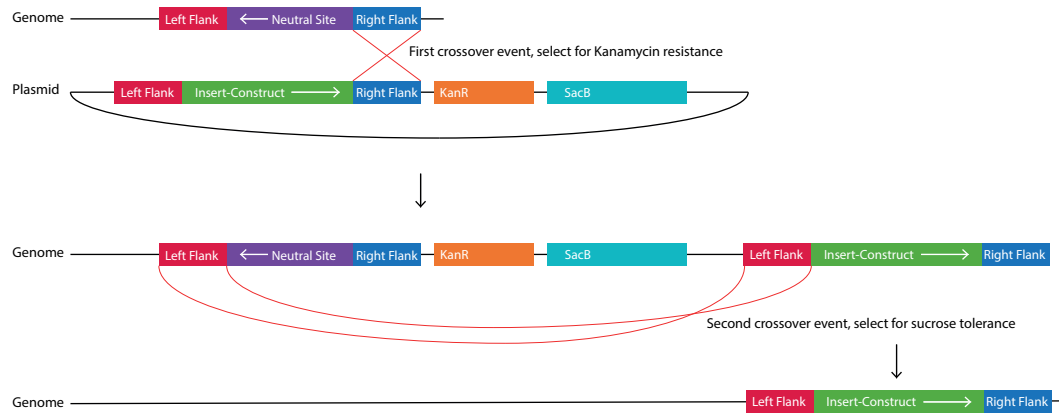 Genome Left Flank Neutral Site Right Flank
First crossover event, select for Kanamycin resistance
Plasmid Left Flank Insert-Construct Right Flank KanR SacB
Genome Left Flank Neutral Site Right Flank KanR SacB Left Flank Insert-Construct Right Flank
Second crossover event, select for sucrose tolerance
Genome Left Flank Insert-Construct Right Flank